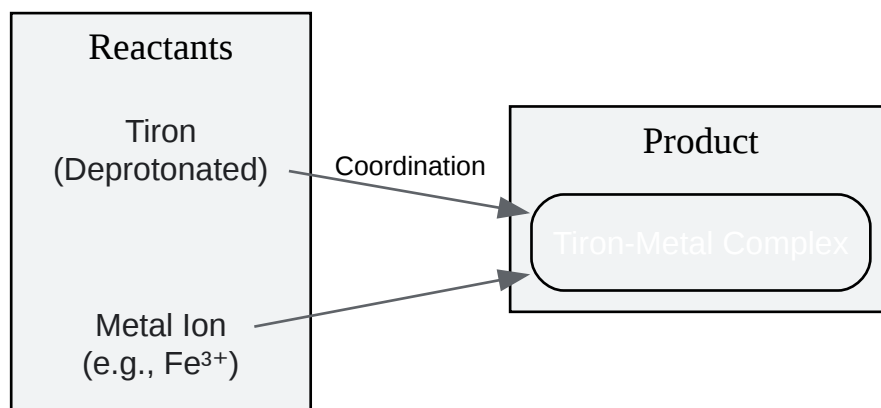 Reactants
Tiron
(Deprotonated)
Coordination
Metal Ion
(e.g., Fe³⁺)
Product
Tiron-Metal Complex